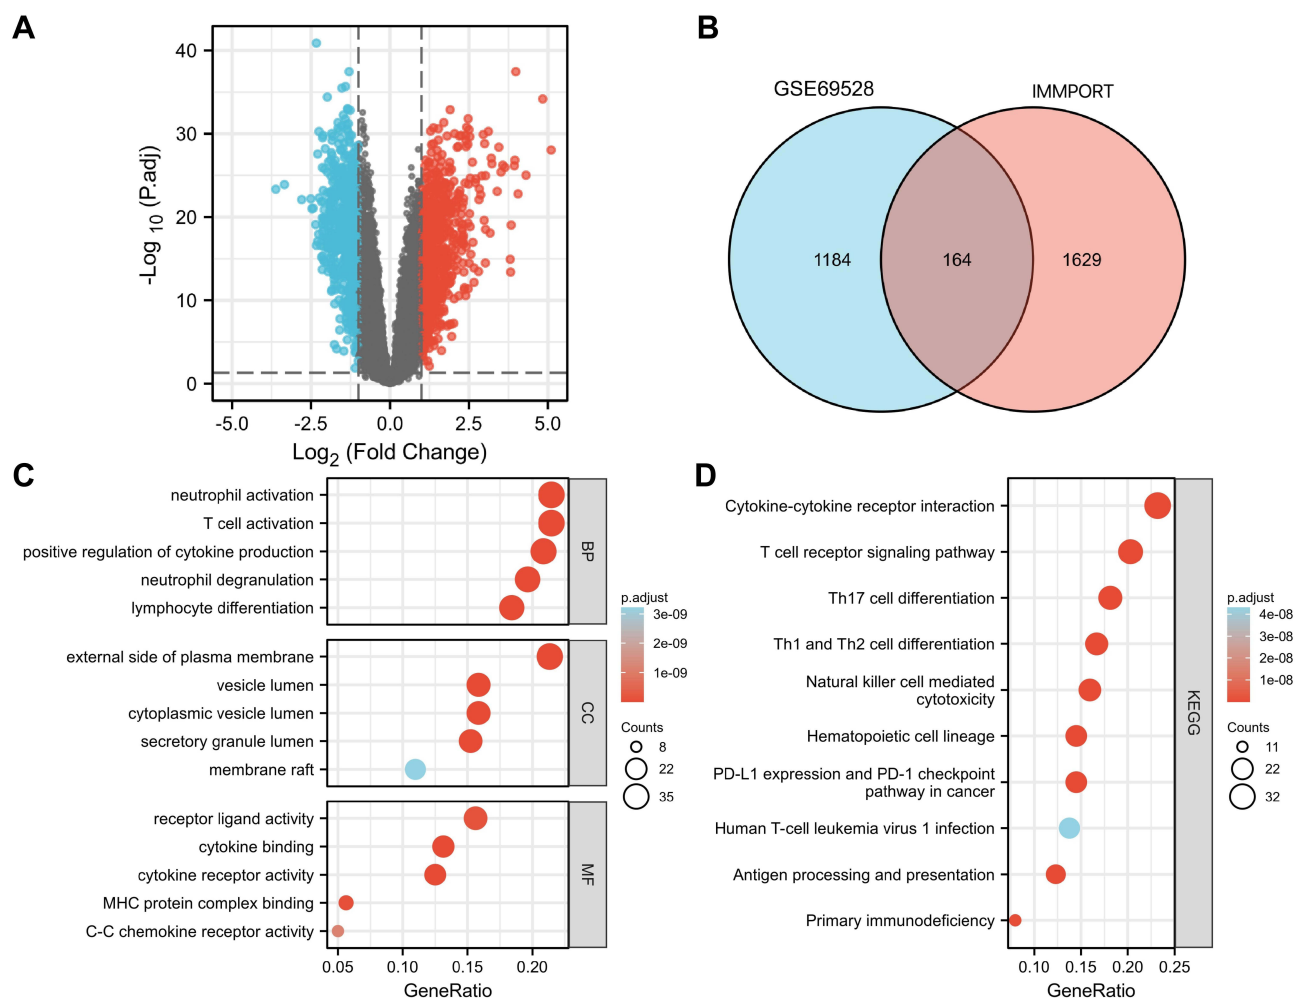 A
40
30
20
10
0
-Log 10 (P.adj)
-5.0 -2.5 0.0 2.5 5.0
Log2 (Fold Change)
B
GSE69528 IMMPORT
1184 164 1629
C
neutrophil activation
T cell activation
positive regulation of cytokine production
neutrophil degranulation
lymphocyte differentiation
BP
external side of plasma membrane
vesicle lumen
cytoplasmic vesicle lumen
secretory granule lumen
membrane raft
CC
receptor ligand activity
cytokine binding
cytokine receptor activity
MHC protein complex binding
C-C chemokine receptor activity
MF
0.05 0.10 0.15 0.20
GeneRatio
p.adjust
3e-09
2e-09
1e-09
Counts
8
22
35
D
Cytokine-cytokine receptor interaction
T cell receptor signaling pathway
Th17 cell differentiation
Th1 and Th2 cell differentiation
Natural killer cell mediated
cytotoxicity
Hematopoietic cell lineage
PD-L1 expression and PD-1 checkpoint
pathway in cancer
Human T-cell leukemia virus 1 infection
Antigen processing and presentation
Primary immunodeficiency
KEGG
0.10 0.15 0.20 0.25
GeneRatio
p.adjust
4e-08
3e-08
2e-08
1e-08
Counts
11
22
32